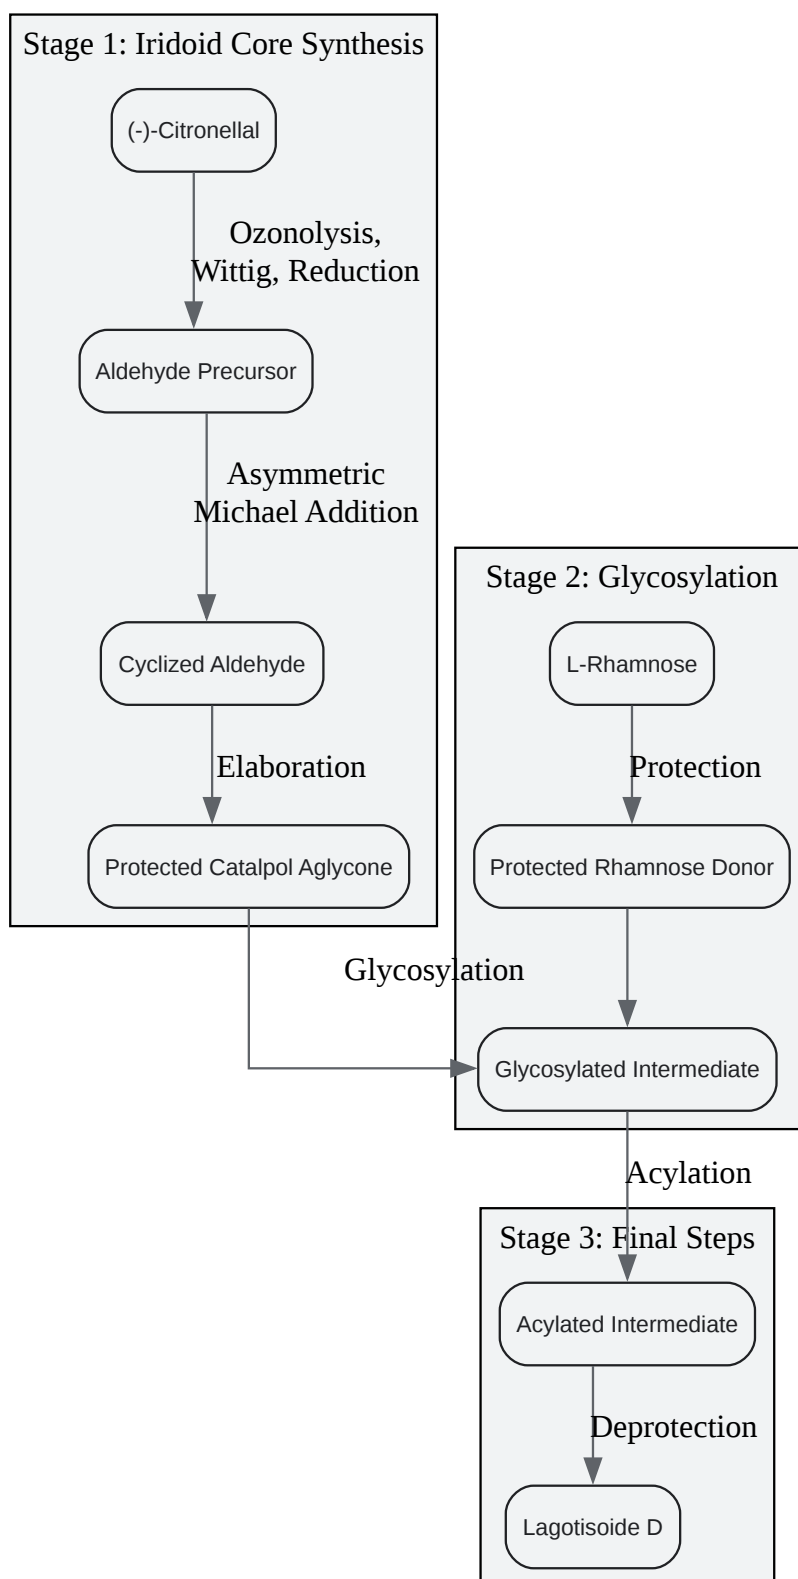 Stage 1: Iridoid Core Synthesis
(-)-Citronellal
Ozonolysis,
Wittig, Reduction
Aldehyde Precursor
Asymmetric
Michael Addition
Cyclized Aldehyde
Elaboration
Protected Catalpol Aglycone
Stage 2: Glycosylation
L-Rhamnose
Protection
Protected Rhamnose Donor
Glycosylation
Glycosylated Intermediate
Acylation
Stage 3: Final Steps
Acylated Intermediate
Deprotection
Lagotisoide D